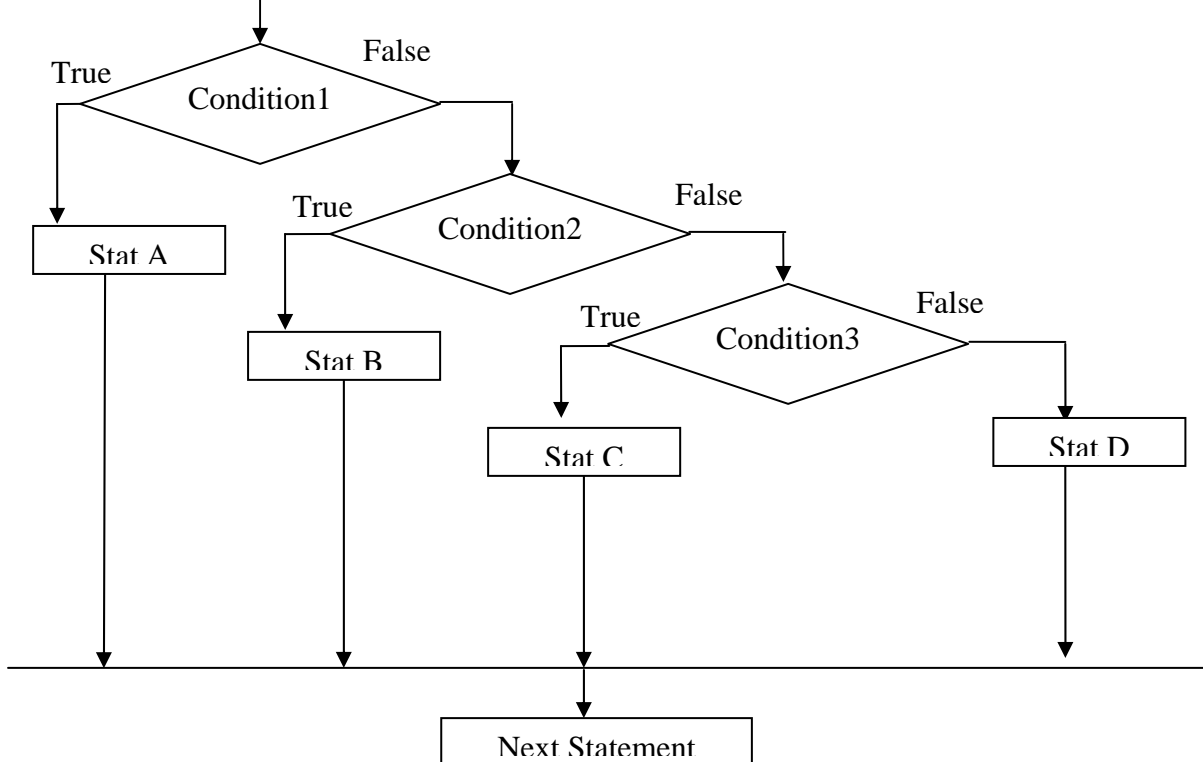 False
True
Condition1
True
False
Condition2
Stat A
True
False
Condition3
Stat B
Stat C
Stat D
Next Statement